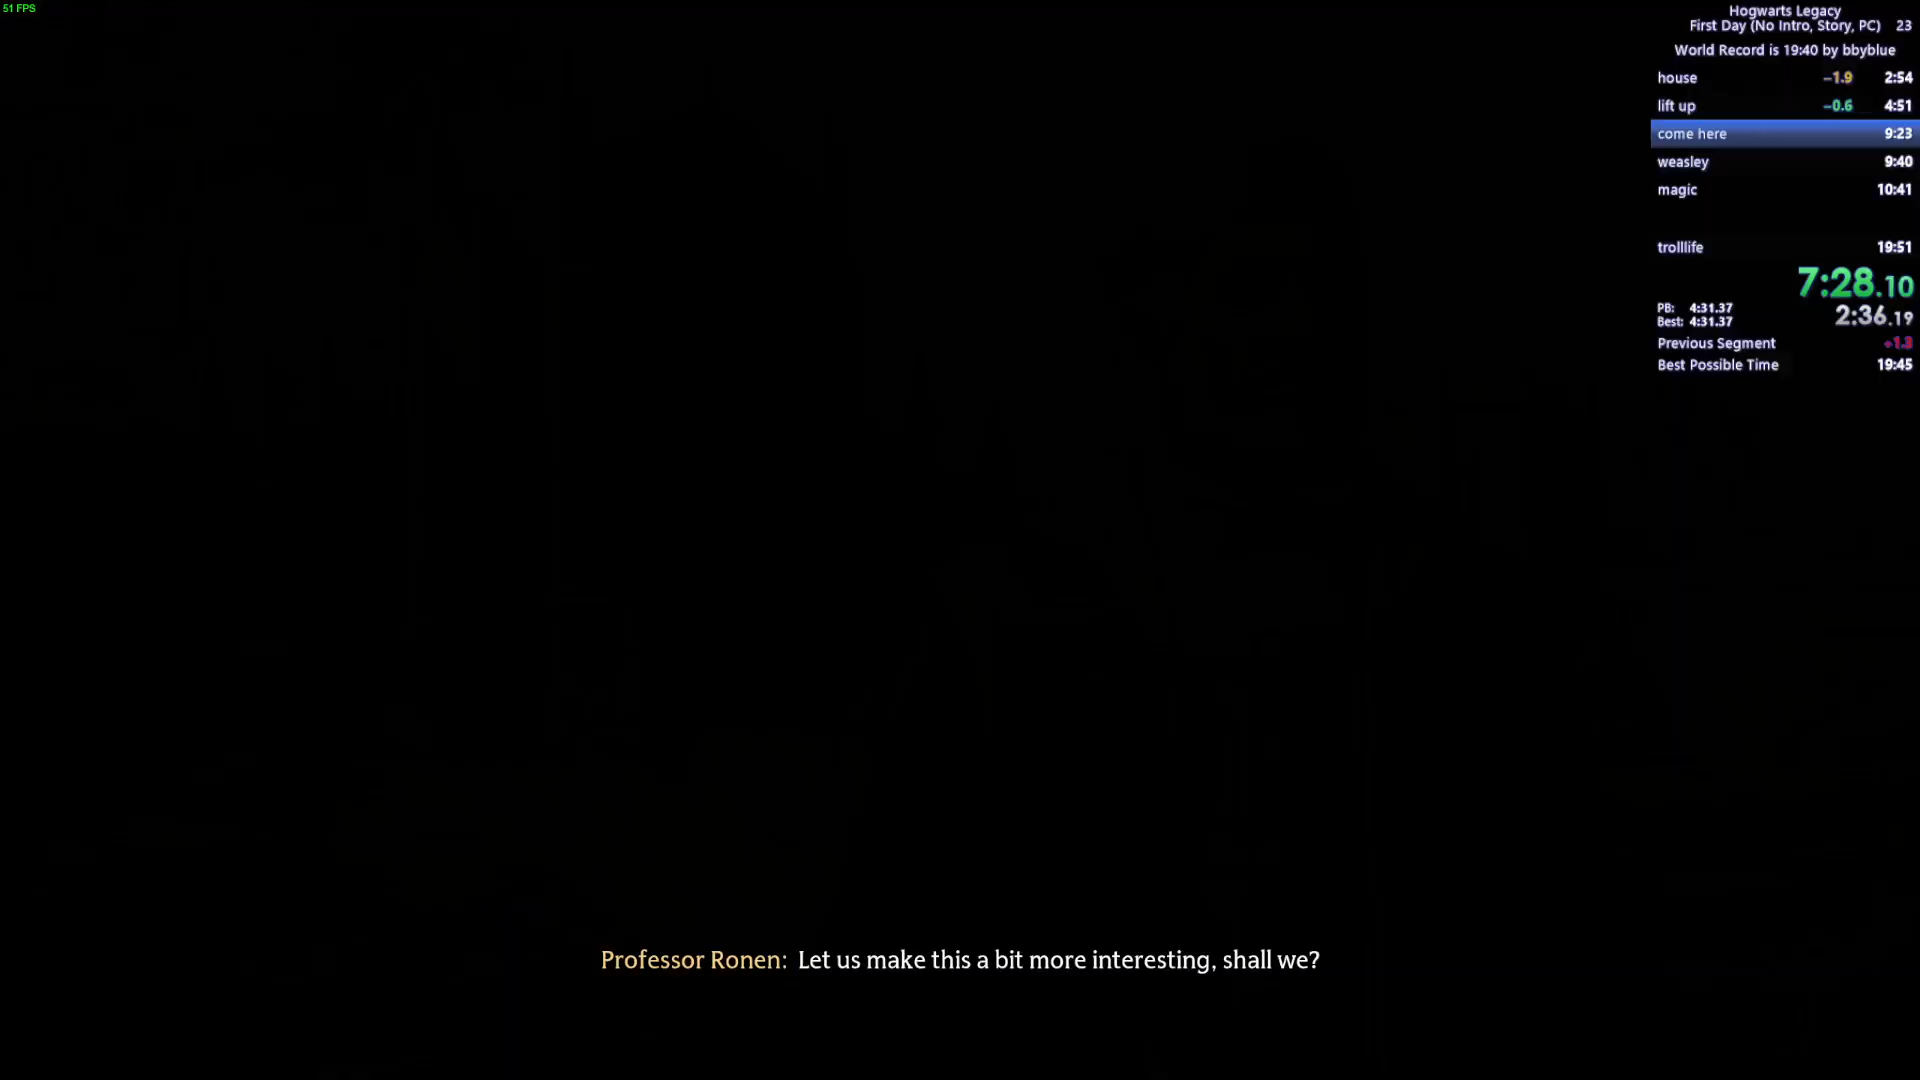 51 FPS
Hogwarts Legacy
First Day (No Intro, Story, PC) 23
World Record is 19:40 by bbyblue
house −1.9 2:54
lift up −0.6 4:51
come here 9:23
weasley 9:40
magic 10:41
trolllife 19:51
7:28.10
PB: 4:31.37
Best: 4:31.37
2:36.19
Previous Segment +1.3
Best Possible Time 19:45
Professor Ronen: Let us make this a bit more interesting, shall we?